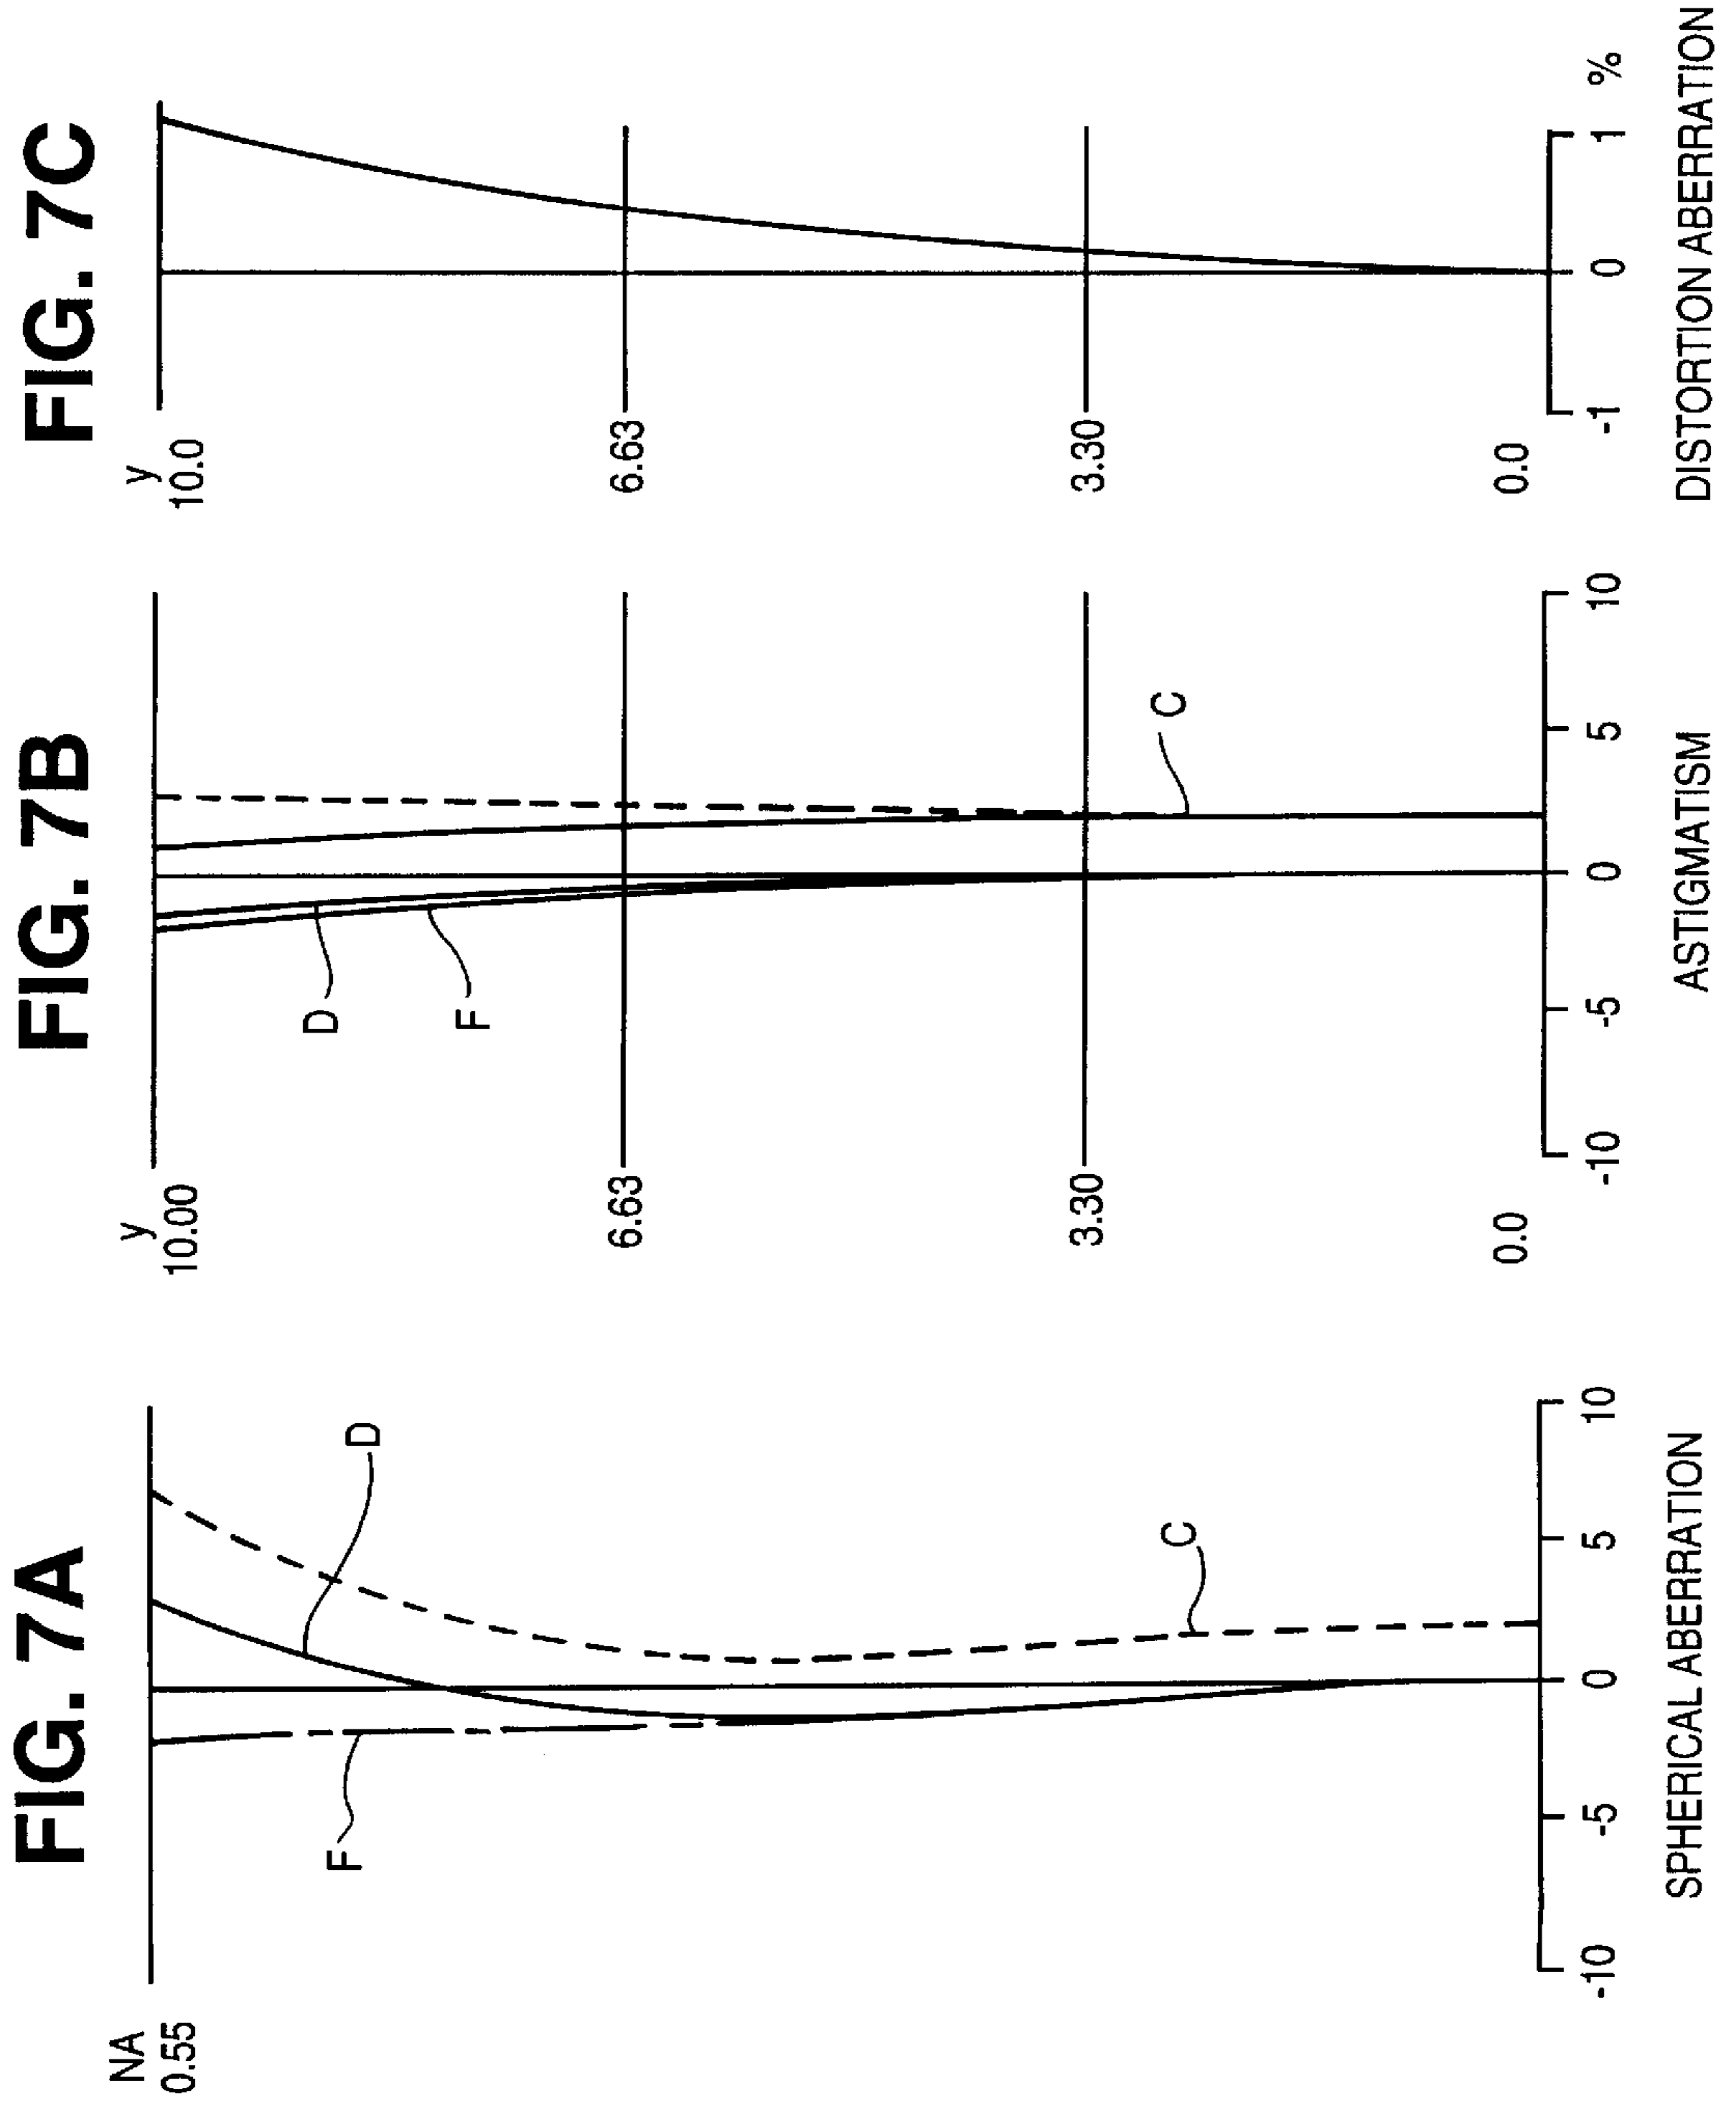 FIG. 7A
NA
0.55
F
D
C
-10
-5
0
5
10
SPHERICAL ABERRATION
FIG. 7B
y
10.00
6.63
3.30
0.0
D
F
C
-10
-5
0
5
10
ASTIGMATISM
FIG. 7C
y
10.0
6.63
3.30
0.0
-1
0
1
%
DISTORTION ABERRATION